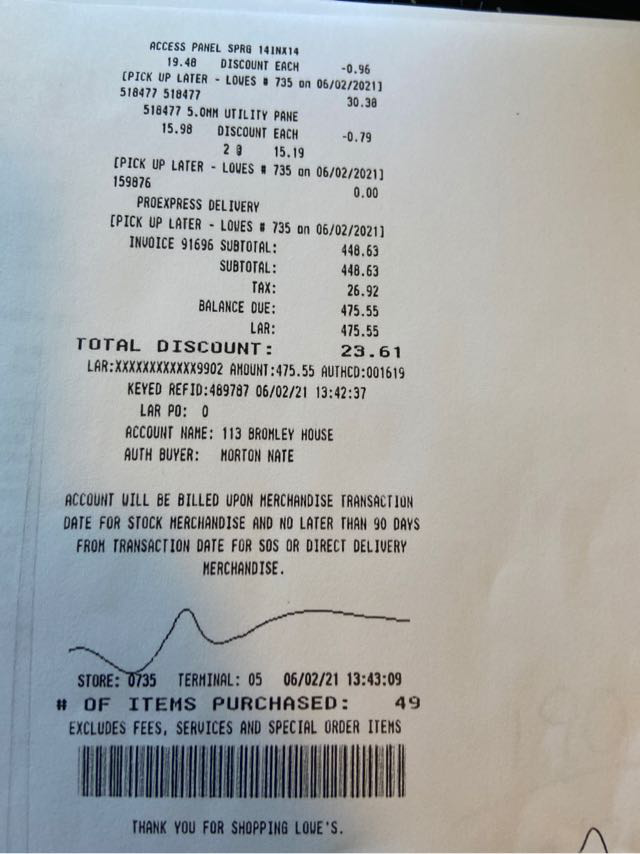 ACCESS PANEL SPRG 14INX14
19.48 DISCOUNT EACH -0.96
[PICK UP LATER - LOWES # 735 on 06/02/2021]
518477 518477 30.38
518477 5.0MM UTILITY PANE
15.98 DISCOUNT EACH -0.79
2 @ 15.19
[PICK UP LATER - LOWES # 735 on 06/02/2021]
159876 0.00
PROEXPRESS DELIVERY
[PICK UP LATER - LOWES # 735 on 06/02/2021]
INVOICE 91696 SUBTOTAL: 448.63
SUBTOTAL: 448.63
TAX: 26.92
BALANCE DUE: 475.55
LAR: 475.55
TOTAL DISCOUNT: 23.61
LAR:XXXXXXXXXXXX9902 AMOUNT:475.55 AUTHCD:001619
KEYED REFID:489787 06/02/21 13:42:37
LAR PO: 0
ACCOUNT NAME: 113 BROMLEY HOUSE
AUTH BUYER: MORTON NATE
ACCOUNT WILL BE BILLED UPON MERCHANDISE TRANSACTION
DATE FOR STOCK MERCHANDISE AND NO LATER THAN 90 DAYS
FROM TRANSACTION DATE FOR SOS OR DIRECT DELIVERY
MERCHANDISE.
STORE: 0735 TERMINAL: 05 06/02/21 13:43:09
# OF ITEMS PURCHASED: 49
EXCLUDES FEES, SERVICES AND SPECIAL ORDER ITEMS
THANK YOU FOR SHOPPING LOWE'S.